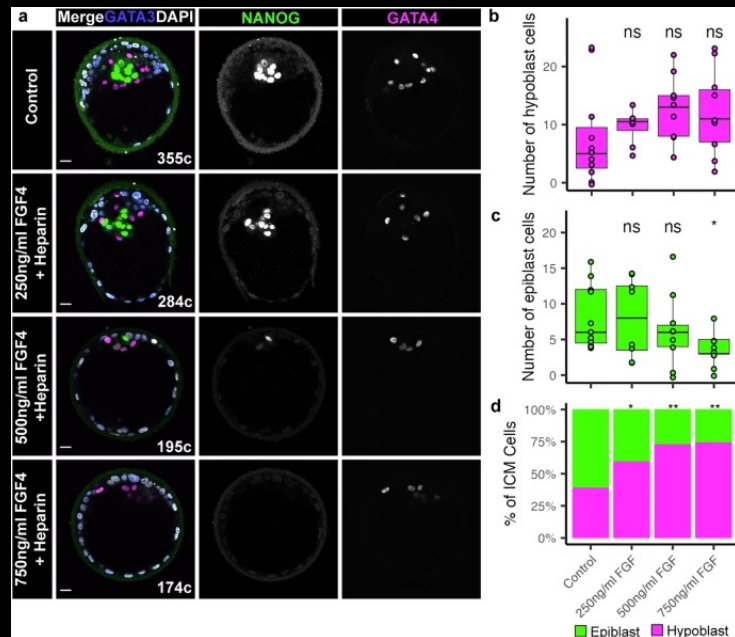 a
MergeGATA3DAPI
NANOG
GATA4
Control
355c
250ng/ml FGF4
+ Heparin
284c
500ng/ml FGF4
+Heparin
195c
750ng/ml FGF4
+ Heparin
174c
b
Number of hypoblast cells
20
10
0
ns
ns
ns
c
Number of epiblast cells
20
15
10
5
0
ns
ns
*
d
% of ICM Cells
100%
75%
50%
25%
0%
*
**
**
Control
250ng/ml FGF
500ng/ml FGF
750ng/ml FGF
Epiblast
Hypoblast